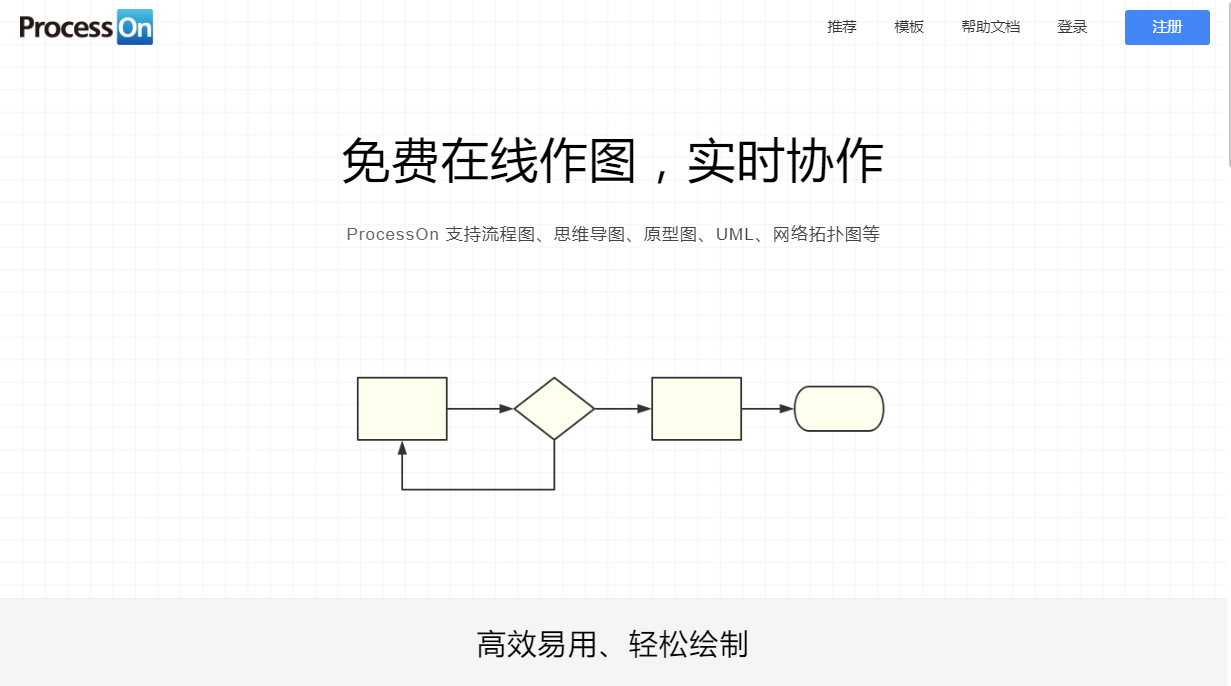 ProcessOn
推荐 模板 帮助文档 登录 注册
免费在线作图，实时协作
ProcessOn 支持流程图、思维导图、原型图、UML、网络拓扑图等
高效易用、轻松绘制